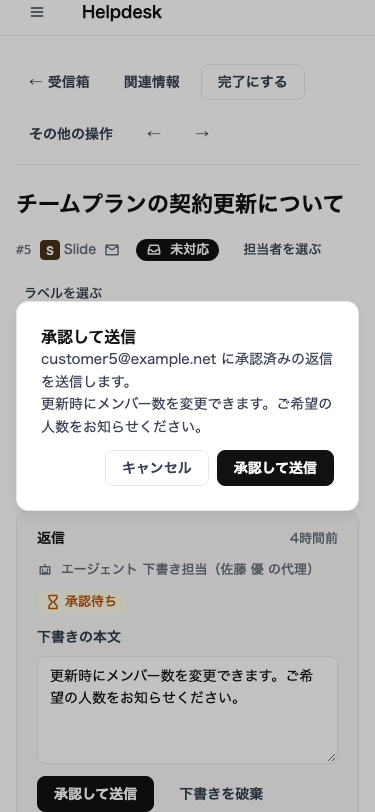 Helpdesk
← 受信箱 関連情報 完了にする
その他の操作 ← →
チームプランの契約更新について
#5 S Slide 未対応 担当者を選ぶ
ラベルを選ぶ
承認して送信
customer5@example.net に承認済みの返信
を送信します。
更新時にメンバー数を変更できます。ご希望の
人数をお知らせください。
キャンセル 承認して送信
返信 4時間前
エージェント 下書き担当（佐藤 優 の代理）
承認待ち
下書きの本文
更新時にメンバー数を変更できます。ご希
望の人数をお知らせください。
承認して送信 下書きを破棄